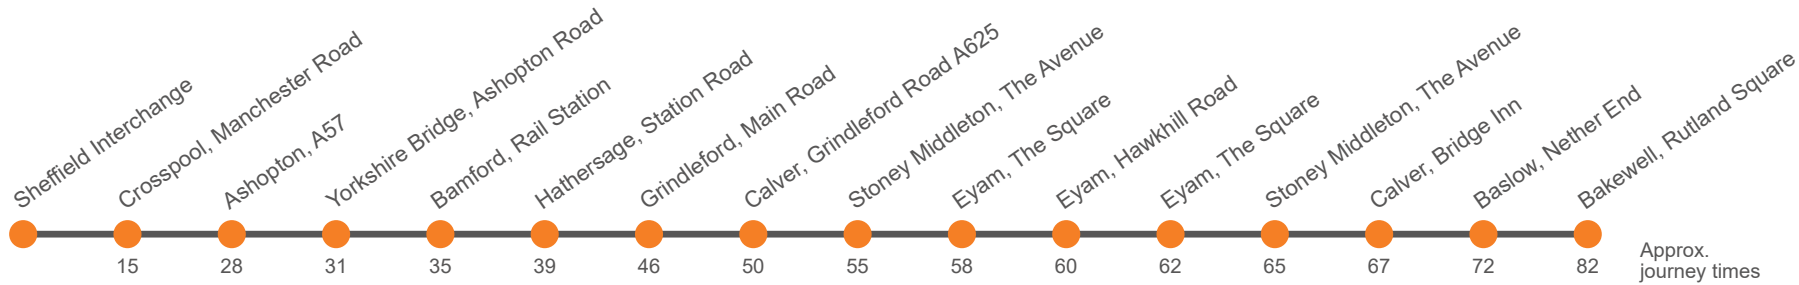 Sheffield Interchange
Crosspool, Manchester Road
Ashopton, A57
Yorkshire Bridge, Ashopton Road
Bamford, Rail Station
Hathersage, Station Road
Grindleford, Main Road
Calver, Grindleford Road A625
Stoney Middleton, The Avenue
Eyam, The Square
Eyam, Hawkhill Road
Eyam, The Square
Stoney Middleton, The Avenue
Calver, Bridge Inn
Baslow, Nether End
Bakewell, Rutland Square
15 28 31 35 39 46 50 55 58 60 62 65 67 72 82
Approx.
journey times